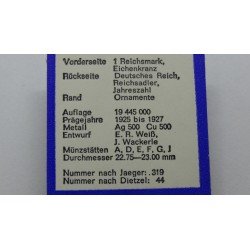 Vorderseite 1 Reichsmark,
Eichenkranz
Rückseite Deutsches Reich,
Reichsadler,
Jahreszahl
Rand Ornamente
Auflage 19 445 000
Prägejahre 1925 bis 1927
Metall Ag 500 Cu 500
Entwurf E. R. Weiß,
J. Wackerle
Münzstätten A, D, E, F, G, J
Durchmesser 22.75—23.00 mm
Nummer nach Jaeger: 319
Nummer nach Dietzel: 44